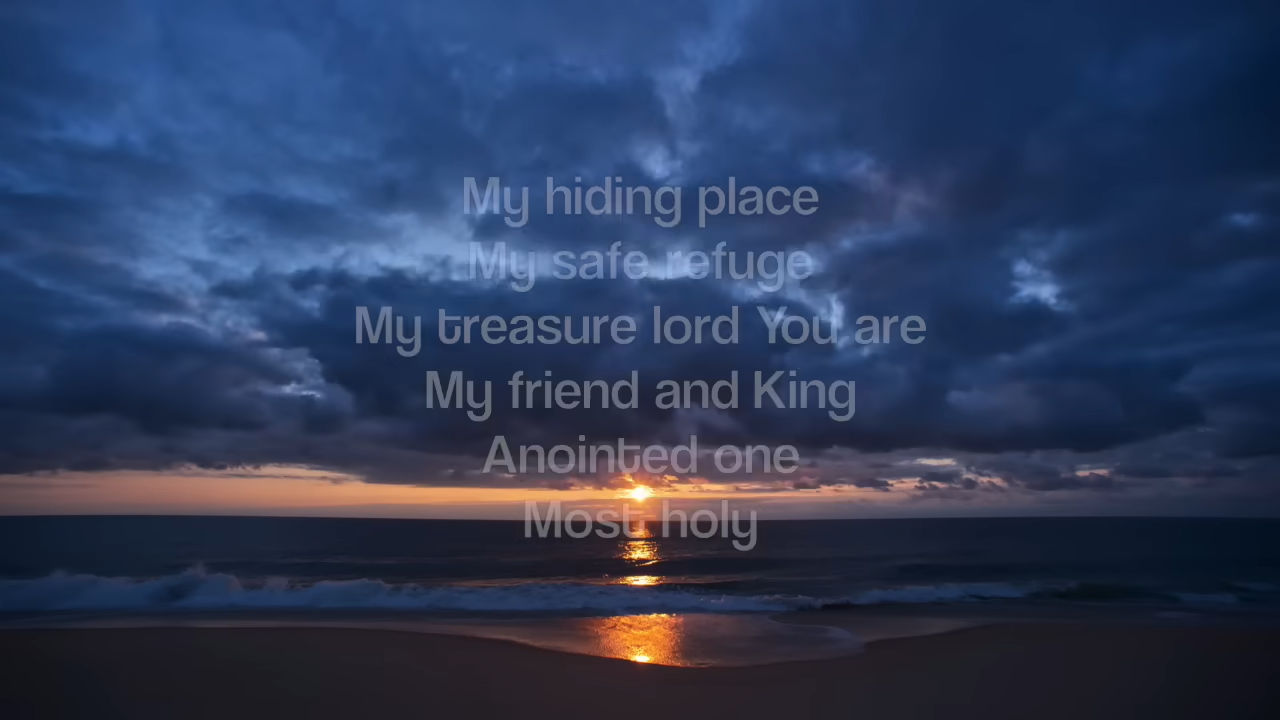 My hiding place
My safe refuge
My treasure lord You are
My friend and King
Anointed one
Most holy